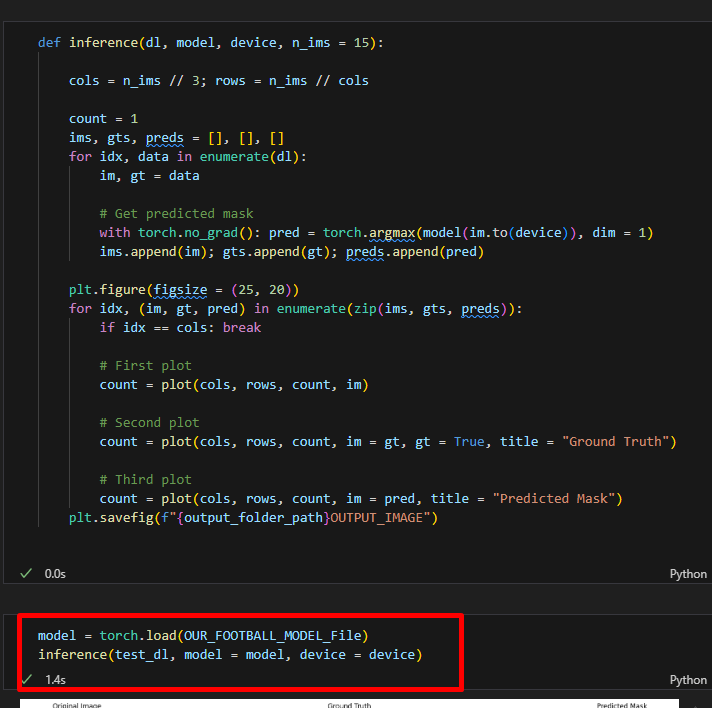 def inference(dl, model, device, n_ims = 15):
cols = n_ims // 3; rows = n_ims // cols
count = 1
ims, gts, preds = [], [], []
for idx, data in enumerate(dl):
im, gt = data
# Get predicted mask
with torch.no_grad(): pred = torch.argmax(model(im.to(device)), dim = 1)
ims.append(im); gts.append(gt); preds.append(pred)
plt.figure(figsize = (25, 20))
for idx, (im, gt, pred) in enumerate(zip(ims, gts, preds)):
if idx == cols: break
# First plot
count = plot(cols, rows, count, im)
# Second plot
count = plot(cols, rows, count, im = gt, gt = True, title = "Ground Truth")
# Third plot
count = plot(cols, rows, count, im = pred, title = "Predicted Mask")
plt.savefig(f"{output_folder_path}OUTPUT_IMAGE")
0.0s Python
model = torch.load(OUR_FOOTBALL_MODEL_File)
inference(test_dl, model = model, device = device)
1.4s Python
Original Image Ground Truth Predicted Mask